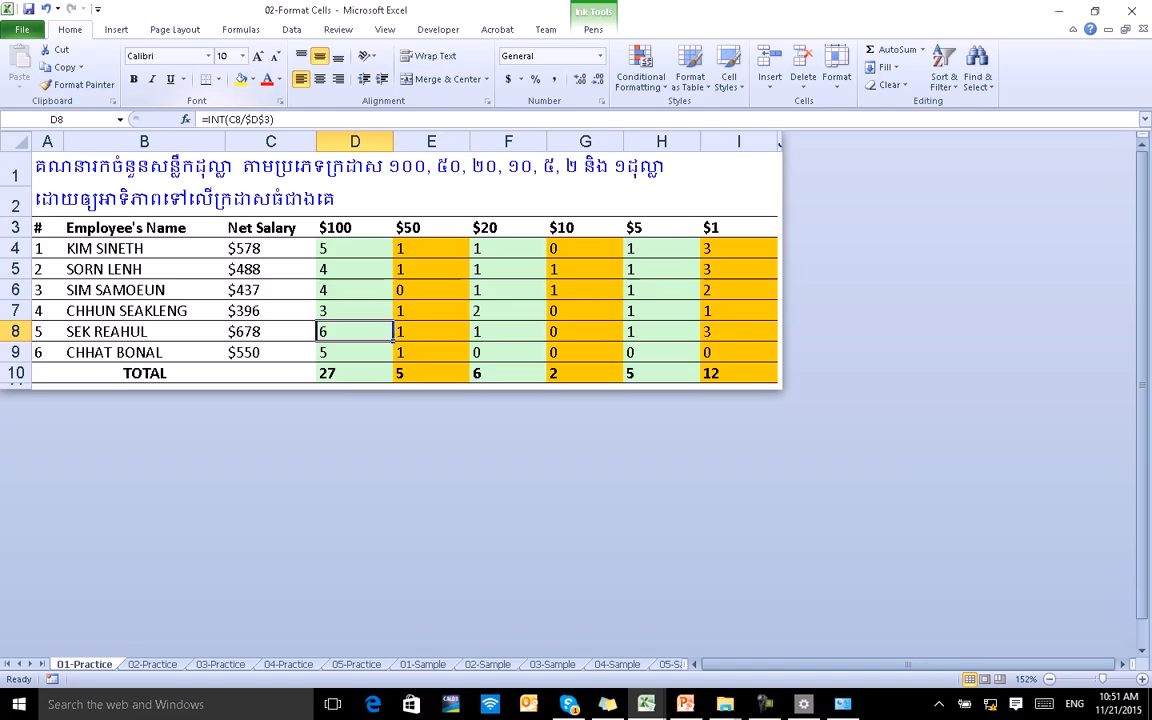 02-Format Cells - Microsoft Excel
Ink Tools
File Home Insert Page Layout Formulas Data Review View Developer Acrobat Team Pens
Cut
Copy
Format Painter
Paste
Clipboard
Calibri 10
B I U
Font
Wrap Text
Merge & Center
Alignment
General
$ % ,
Number
Conditional Formatting
Format as Table
Cell Styles
Styles
Insert Delete Format
Cells
AutoSum
Fill
Clear
Sort & Filter
Find & Select
Editing
D8 fx =INT(C8/$D$3)
A B C D E F G H I
1 គណនារកចំនួនសន្លឹកដុល្លា តាមប្រភេទក្រដាស ១០០, ៥០, ២០, ១០, ៥, ២ និង ១ដុល្លា
2 ដោយឲ្យអាទិភាពទៅលើក្រដាសធំជាងគេ
3 # Employee's Name Net Salary $100 $50 $20 $10 $5 $1
4 1 KIM SINETH $578 5 1 1 0 1 3
5 2 SORN LENH $488 4 1 1 1 1 3
6 3 SIM SAMOEUN $437 4 0 1 1 1 2
7 4 CHHUN SEAKLENG $396 3 1 2 0 1 1
8 5 SEK REAHUL $678 6 1 1 0 1 3
9 6 CHHAT BONAL $550 5 1 0 0 0 0
10 TOTAL 27 5 6 2 5 12
01-Practice 02-Practice 03-Practice 04-Practice 05-Practice 01-Sample 02-Sample 03-Sample 04-Sample 05-Sa
Ready 152%
Search the web and Windows
ENG
10:51 AM
11/21/2015